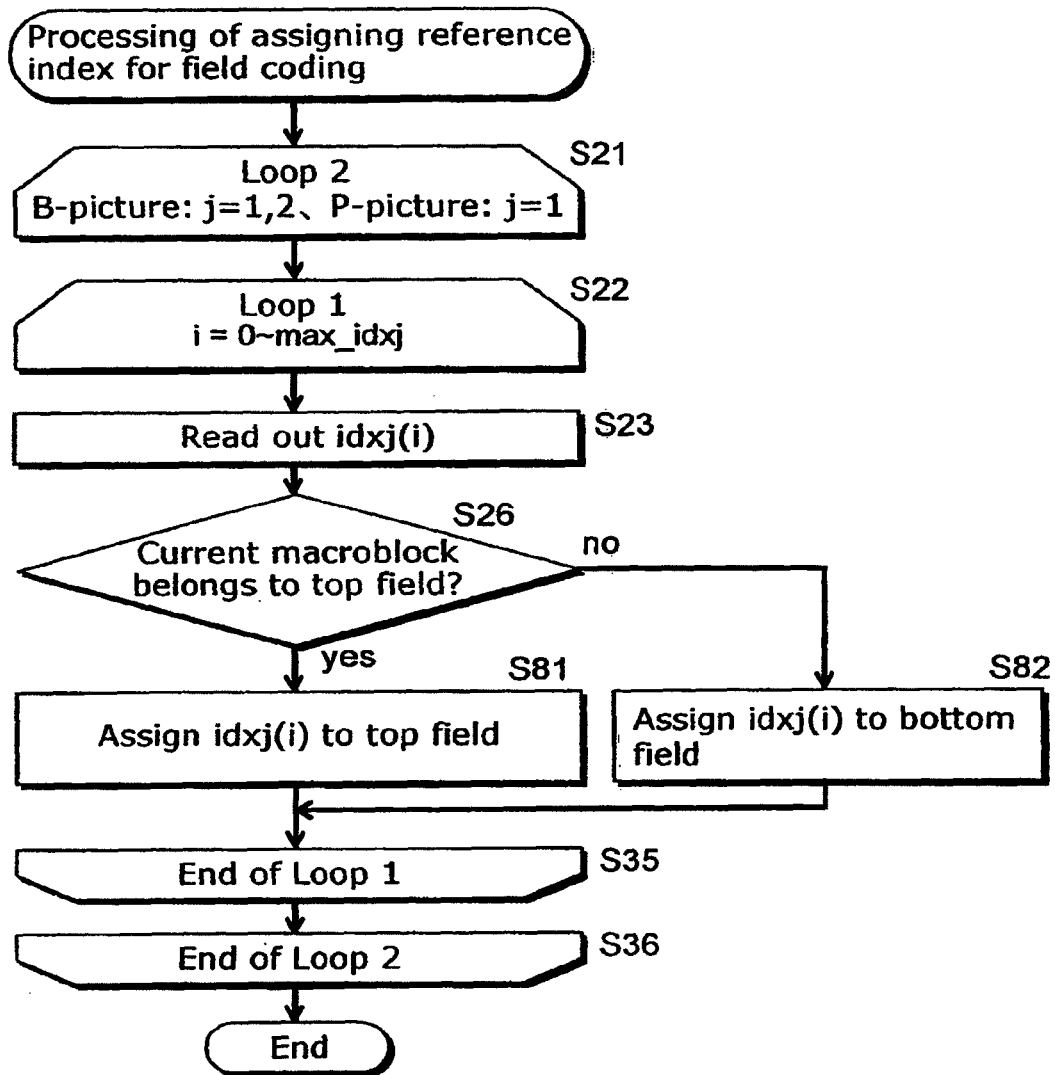 Processing of assigning reference
index for field coding
S21
Loop 2
B-picture: j=1,2、P-picture: j=1
S22
Loop 1
i = 0~max_idxj
Read out idxj(i)
S23
S26
Current macroblock
belongs to top field?
no
yes
S81
Assign idxj(i) to top field
S82
Assign idxj(i) to bottom
field
End of Loop 1
S35
End of Loop 2
S36
End